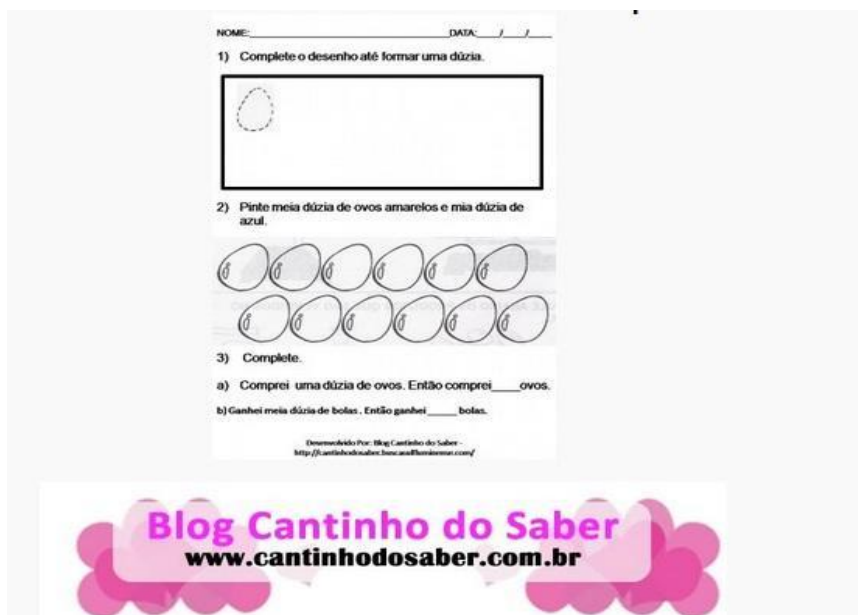 NOME:____________________DATA:___/___/___
1) Complete o desenho até formar uma dúzia.
2) Pinte meia dúzia de ovos amarelos e mia dúzia de
azul.
3) Complete.
a) Comprei uma dúzia de ovos. Então comprei____ovos.
b) Ganhei meia dúzia de bolas. Então ganhei_____ bolas.
Desenvolvido Por: Blog Cantinho do Saber -
Blog Cantinho do Saber
www.cantinhodosaber.com.br